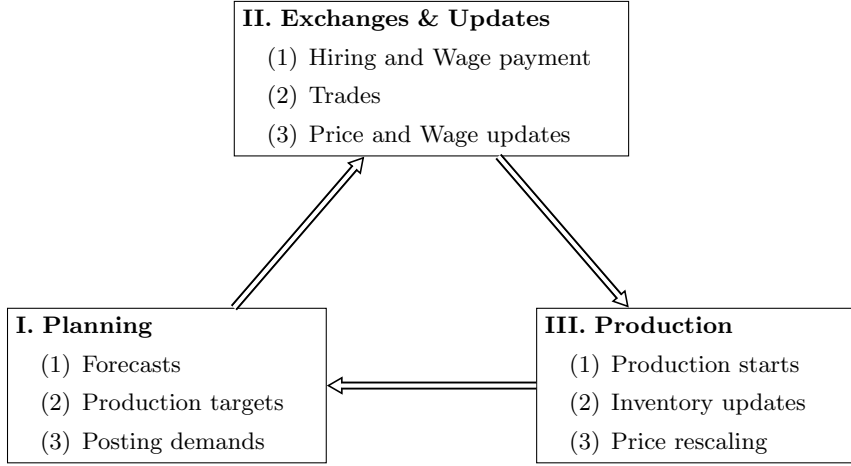 II. Exchanges & Updates
(1) Hiring and Wage payment
(2) Trades
(3) Price and Wage updates
I. Planning
(1) Forecasts
(2) Production targets
(3) Posting demands
III. Production
(1) Production starts
(2) Inventory updates
(3) Price rescaling